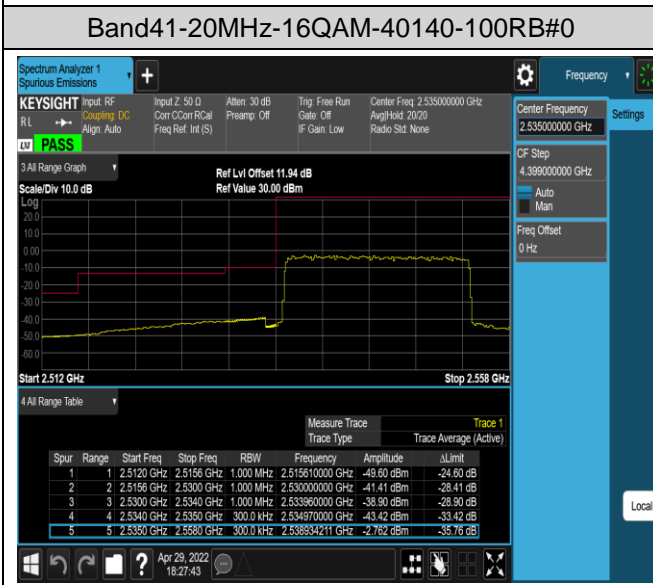 Band41-20MHz-16QAM-40140-100RB#0
Spectrum Analyzer 1
Spurious Emissions
+
Frequency
KEYSIGHT Input: RF Input Z: 50 Ω Atten: 30 dB Trig: Free Run Center Freq: 2.535000000 GHz
RL Coupling: DC Corr CCorr RCal Preamp: Off Gate: Off Avg|Hold: 20/20
Align: Auto Freq Ref: Int (S) IF Gain: Low Radio Std: None
LXI PASS
3 All Range Graph
Ref Lvl Offset 11.94 dB
Scale/Div 10.0 dB Ref Value 30.00 dBm
Log
20.0
10.0
0.00
-10.0
-20.0
-30.0
-40.0
-50.0
-60.0
Start 2.512 GHz Stop 2.558 GHz
4 All Range Table
Measure Trace Trace 1
Trace Type Trace Average (Active)
Spur Range Start Freq Stop Freq RBW Frequency Amplitude ΔLimit
1 1 2.5120 GHz 2.5156 GHz 1.000 MHz 2.515610000 GHz -49.60 dBm -24.60 dB
2 2 2.5156 GHz 2.5300 GHz 1.000 MHz 2.530000000 GHz -41.41 dBm -28.41 dB
3 3 2.5300 GHz 2.5340 GHz 1.000 MHz 2.533960000 GHz -38.90 dBm -28.90 dB
4 4 2.5340 GHz 2.5350 GHz 300.0 kHz 2.534970000 GHz -43.42 dBm -33.42 dB
5 5 2.5350 GHz 2.5580 GHz 300.0 kHz 2.538934211 GHz -2.762 dBm -35.76 dB
Center Frequency
2.535000000 GHz
Settings
CF Step
4.399000000 GHz
Auto
Man
Freq Offset
0 Hz
Local
?
Apr 29, 2022
18:27:43